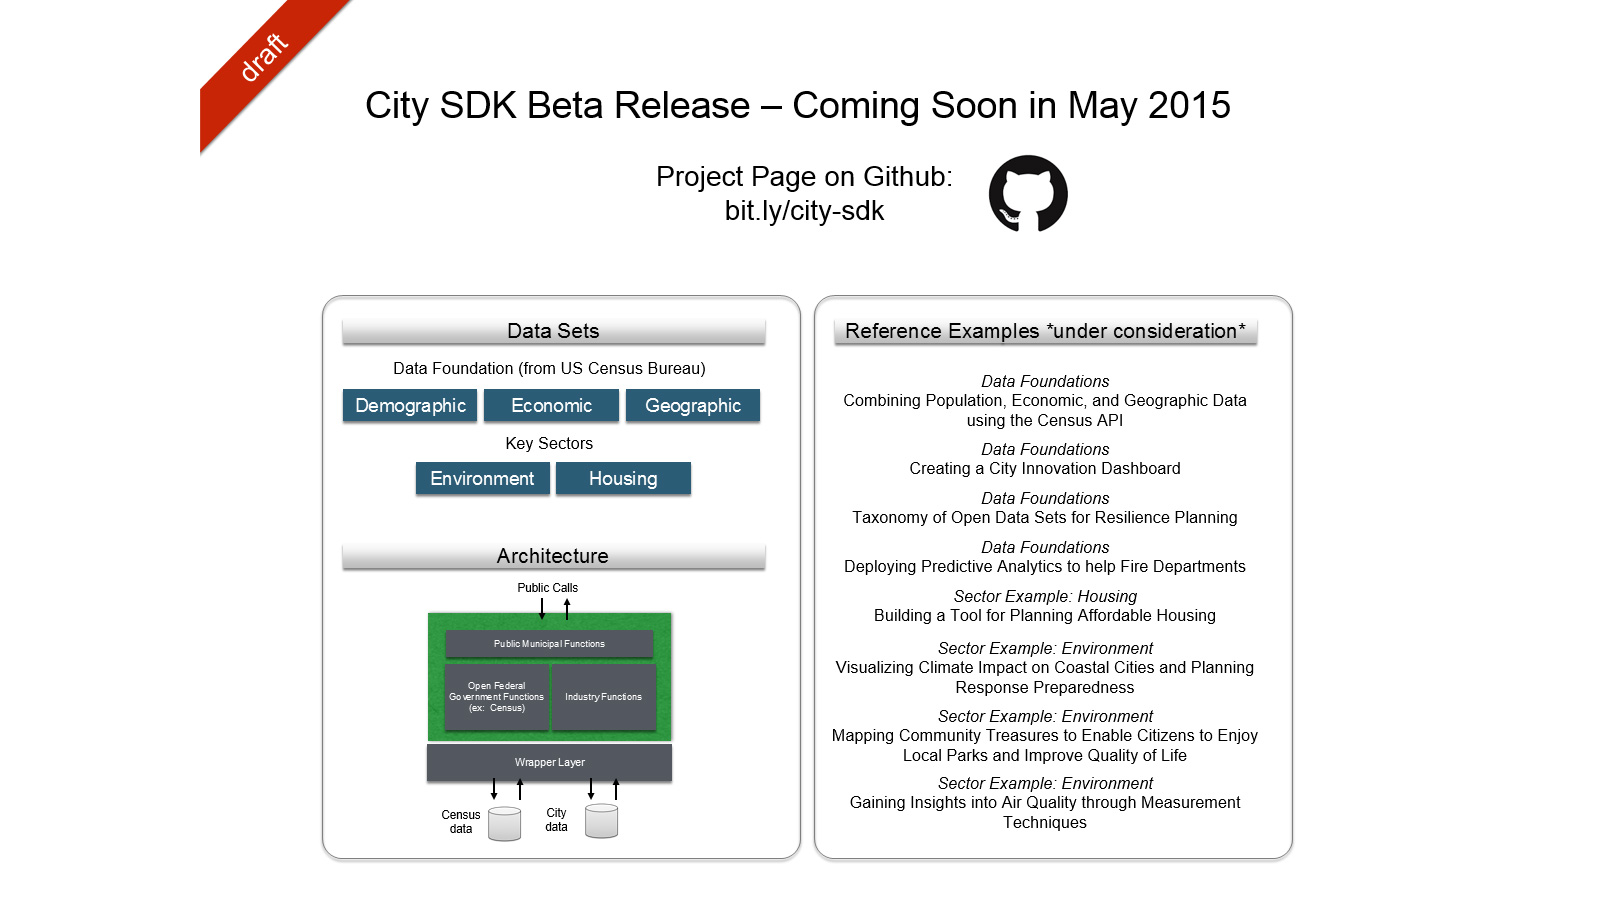 draft
City SDK Beta Release – Coming Soon in May 2015
Project Page on Github:
bit.ly/city-sdk
Data Sets
Data Foundation (from US Census Bureau)
Demographic
Economic
Geographic
Key Sectors
Environment
Housing
Architecture
Public Calls
Public Municipal Functions
Open Federal
Government Functions
(ex: Census)
Industry Functions
Wrapper Layer
Census
data
City
data
Reference Examples *under consideration*
Data Foundations
Combining Population, Economic, and Geographic Data
using the Census API
Data Foundations
Creating a City Innovation Dashboard
Data Foundations
Taxonomy of Open Data Sets for Resilience Planning
Data Foundations
Deploying Predictive Analytics to help Fire Departments
Sector Example: Housing
Building a Tool for Planning Affordable Housing
Sector Example: Environment
Visualizing Climate Impact on Coastal Cities and Planning
Response Preparedness
Sector Example: Environment
Mapping Community Treasures to Enable Citizens to Enjoy
Local Parks and Improve Quality of Life
Sector Example: Environment
Gaining Insights into Air Quality through Measurement
Techniques